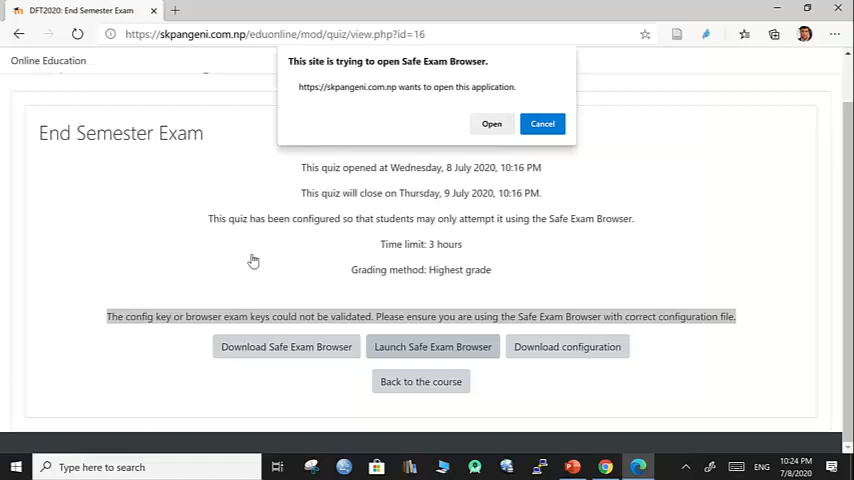 DFT2020: End Semester Exam
https://skpangeni.com.np/eduonline/mod/quiz/view.php?id=16
Online Education
This site is trying to open Safe Exam Browser.
https://skpangeni.com.np wants to open this application.
Open
Cancel
End Semester Exam
This quiz opened at Wednesday, 8 July 2020, 10:16 PM
This quiz will close on Thursday, 9 July 2020, 10:16 PM.
This quiz has been configured so that students may only attempt it using the Safe Exam Browser.
Time limit: 3 hours
Grading method: Highest grade
The config key or browser exam keys could not be validated. Please ensure you are using the Safe Exam Browser with correct configuration file.
Download Safe Exam Browser
Launch Safe Exam Browser
Download configuration
Back to the course
Type here to search
ENG
10:24 PM
7/8/2020